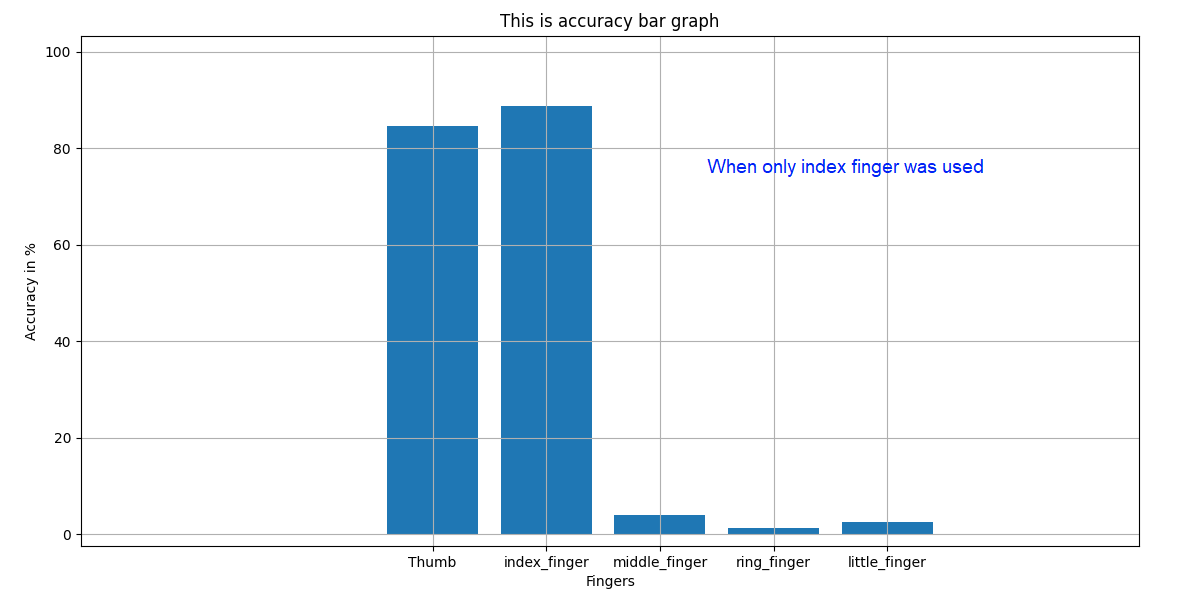 This is accuracy bar graph
100
80
60
40
20
0
Accuracy in %
When only index finger was used
Thumb index_finger middle_finger ring_finger little_finger
Fingers